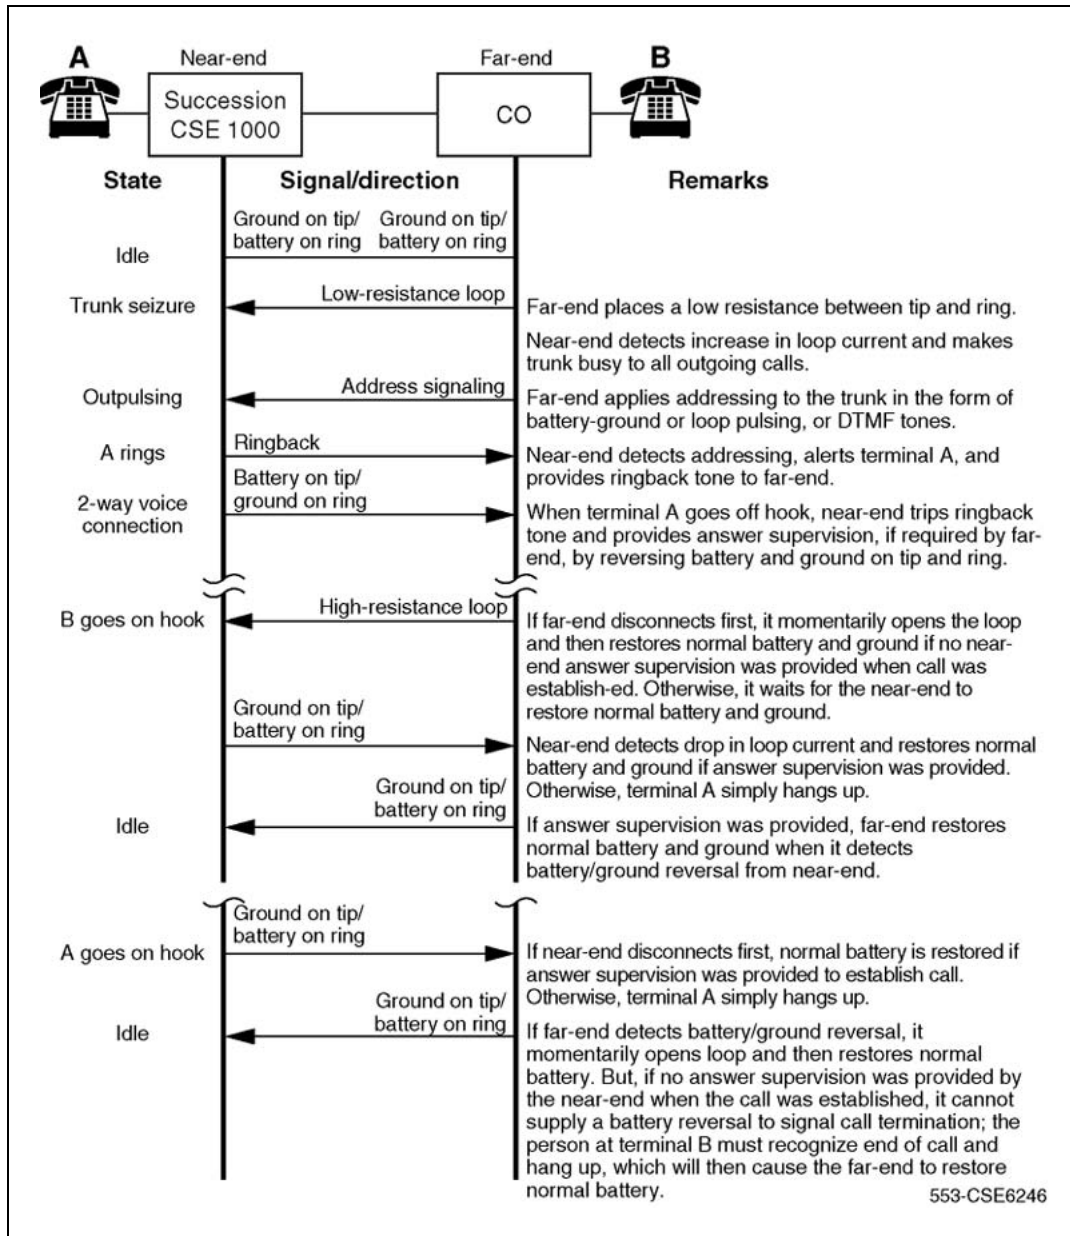 A
Near-end
Far-end
B
Succession
CSE 1000
CO
State
Signal/direction
Remarks
Ground on tip/
battery on ring
Ground on tip/
battery on ring
Idle
Trunk seizure
Low-resistance loop
Far-end places a low resistance between tip and ring.
Near-end detects increase in loop current and makes
trunk busy to all outgoing calls.
Outpulsing
Address signaling
Far-end applies addressing to the trunk in the form of
battery-ground or loop pulsing, or DTMF tones.
A rings
Ringback
Near-end detects addressing, alerts terminal A, and
provides ringback tone to far-end.
2-way voice
connection
Battery on tip/
ground on ring
When terminal A goes off hook, near-end trips ringback
tone and provides answer supervision, if required by far-
end, by reversing battery and ground on tip and ring.
B goes on hook
High-resistance loop
If far-end disconnects first, it momentarily opens the loop
and then restores normal battery and ground if no near-
end answer supervision was provided when call was
establish-ed. Otherwise, it waits for the near-end to
restore normal battery and ground.
Ground on tip/
battery on ring
Near-end detects drop in loop current and restores normal
battery and ground if answer supervision was provided.
Otherwise, terminal A simply hangs up.
Idle
Ground on tip/
battery on ring
If answer supervision was provided, far-end restores
normal battery and ground when it detects
battery/ground reversal from near-end.
A goes on hook
Ground on tip/
battery on ring
If near-end disconnects first, normal battery is restored if
answer supervision was provided to establish call.
Otherwise, terminal A simply hangs up.
Idle
Ground on tip/
battery on ring
If far-end detects battery/ground reversal, it
momentarily opens loop and then restores normal
battery. But, if no answer supervision was provided by
the near-end when the call was established, it cannot
supply a battery reversal to signal call termination; the
person at terminal B must recognize end of call and
hang up, which will then cause the far-end to restore
normal battery.
553-CSE6246